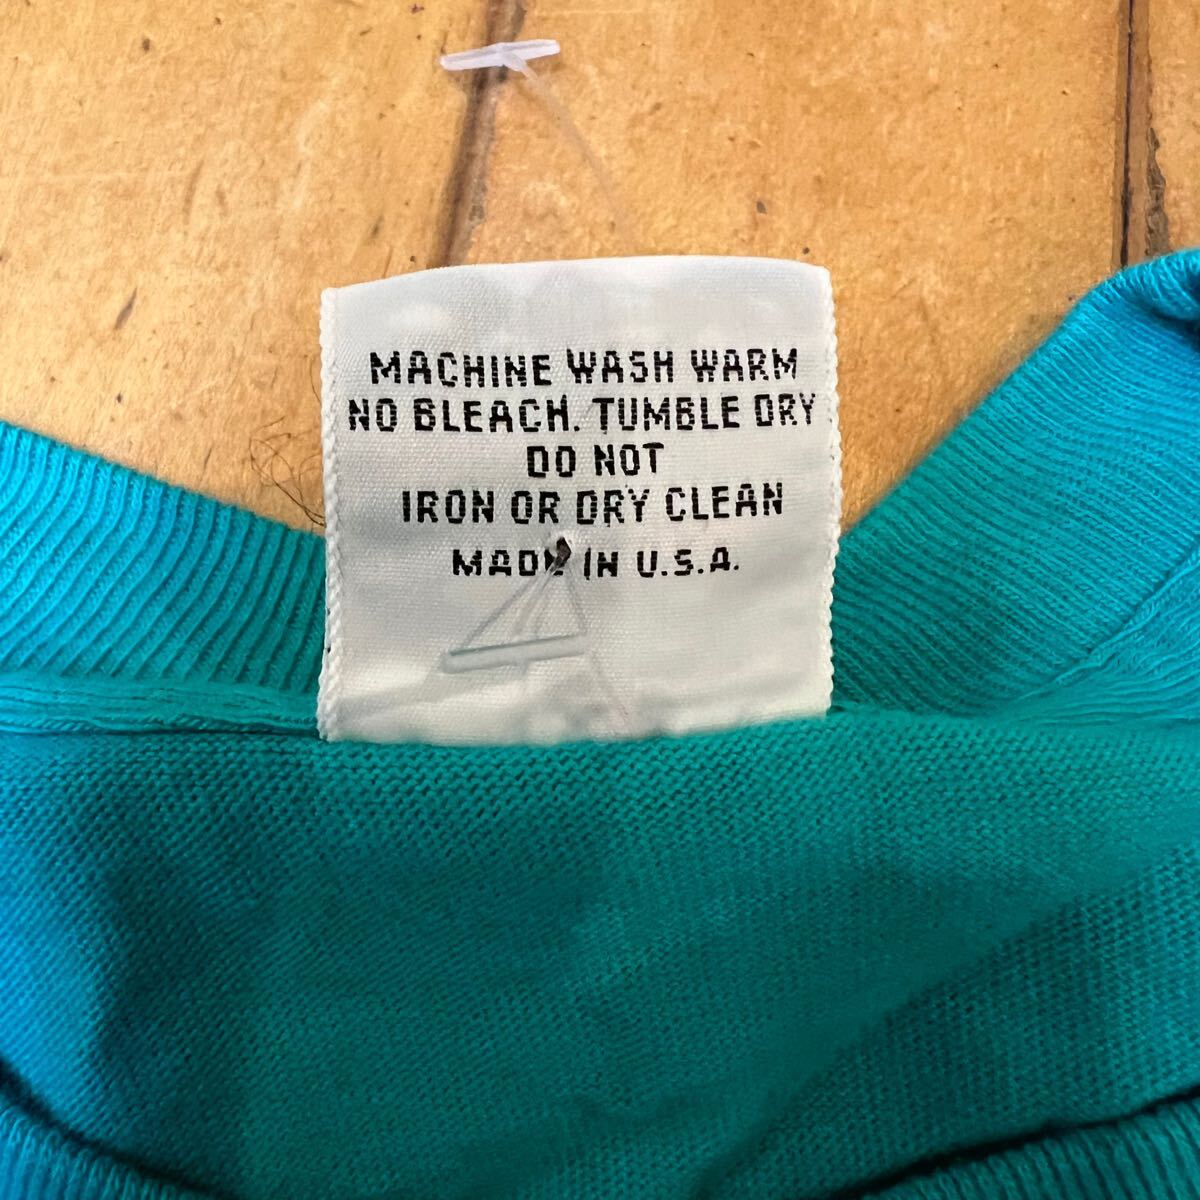 MACHINE WASH WARM
NO BLEACH. TUMBLE DRY
DO NOT
IRON OR DRY CLEAN
MADE IN U.S.A.